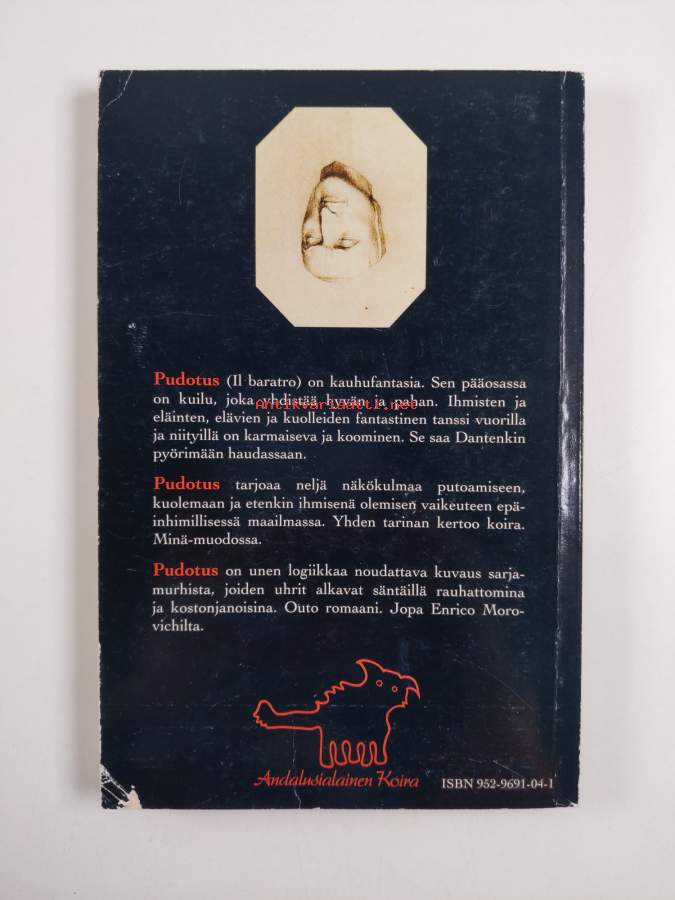 Pudotus (Il baratro) on kauhufantasia. Sen pääosassa
on kuilu, joka yhdistää hyvän ja pahan. Ihmisten ja
Antikvariaatti.net
eläinten, elävien ja kuolleiden fantastinen tanssi vuorilla
ja niityillä on karmaiseva ja koominen. Se saa Dantenkin
pyörimään haudassaan.
Pudotus tarjoaa neljä näkökulmaa putoamiseen,
kuolemaan ja etenkin ihmisenä olemisen vaikeuteen epä-
inhimillisessä maailmassa. Yhden tarinan kertoo koira.
Minä-muodossa.
Pudotus on unen logiikkaa noudattava kuvaus sarja-
murhista, joiden uhrit alkavat säntäillä rauhattomina
ja kostonjanoisina. Outo romaani. Jopa Enrico Moro-
vichilta.
Andalusialainen Koira
ISBN 952-9691-04-1